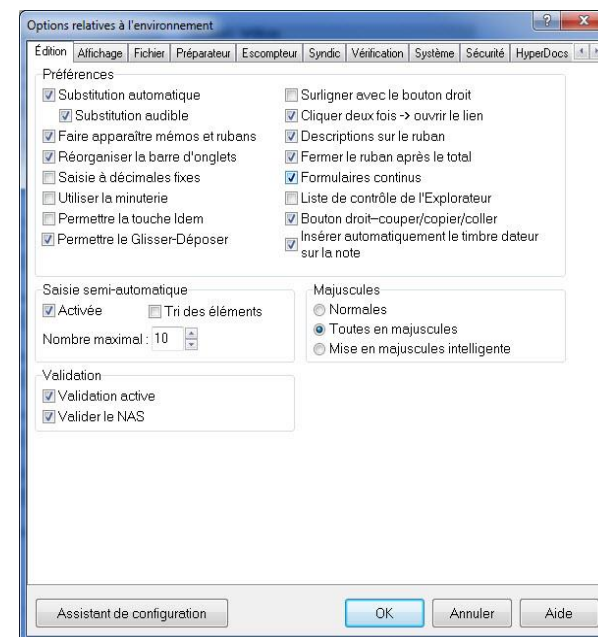 Options relatives à l'environnement
Édition Affichage Fichier Préparateur Escompteur Syndic Vérification Système Sécurité HyperDocs
Préférences
Substitution automatique
Substitution audible
Faire apparaître mémos et rubans
Réorganiser la barre d'onglets
Saisie à décimales fixes
Utiliser la minuterie
Permettre la touche Idem
Permettre le Glisser-Déposer
Surligner avec le bouton droit
Cliquer deux fois -> ouvrir le lien
Descriptions sur le ruban
Fermer le ruban après le total
Formulaires continus
Liste de contrôle de l'Explorateur
Bouton droit–couper/copier/coller
Insérer automatiquement le timbre dateur
sur la note
Saisie semi-automatique
Activée Tri des éléments
Nombre maximal : 10
Majuscules
Normales
Toutes en majuscules
Mise en majuscules intelligente
Validation
Validation active
Valider le NAS
Assistant de configuration OK Annuler Aide